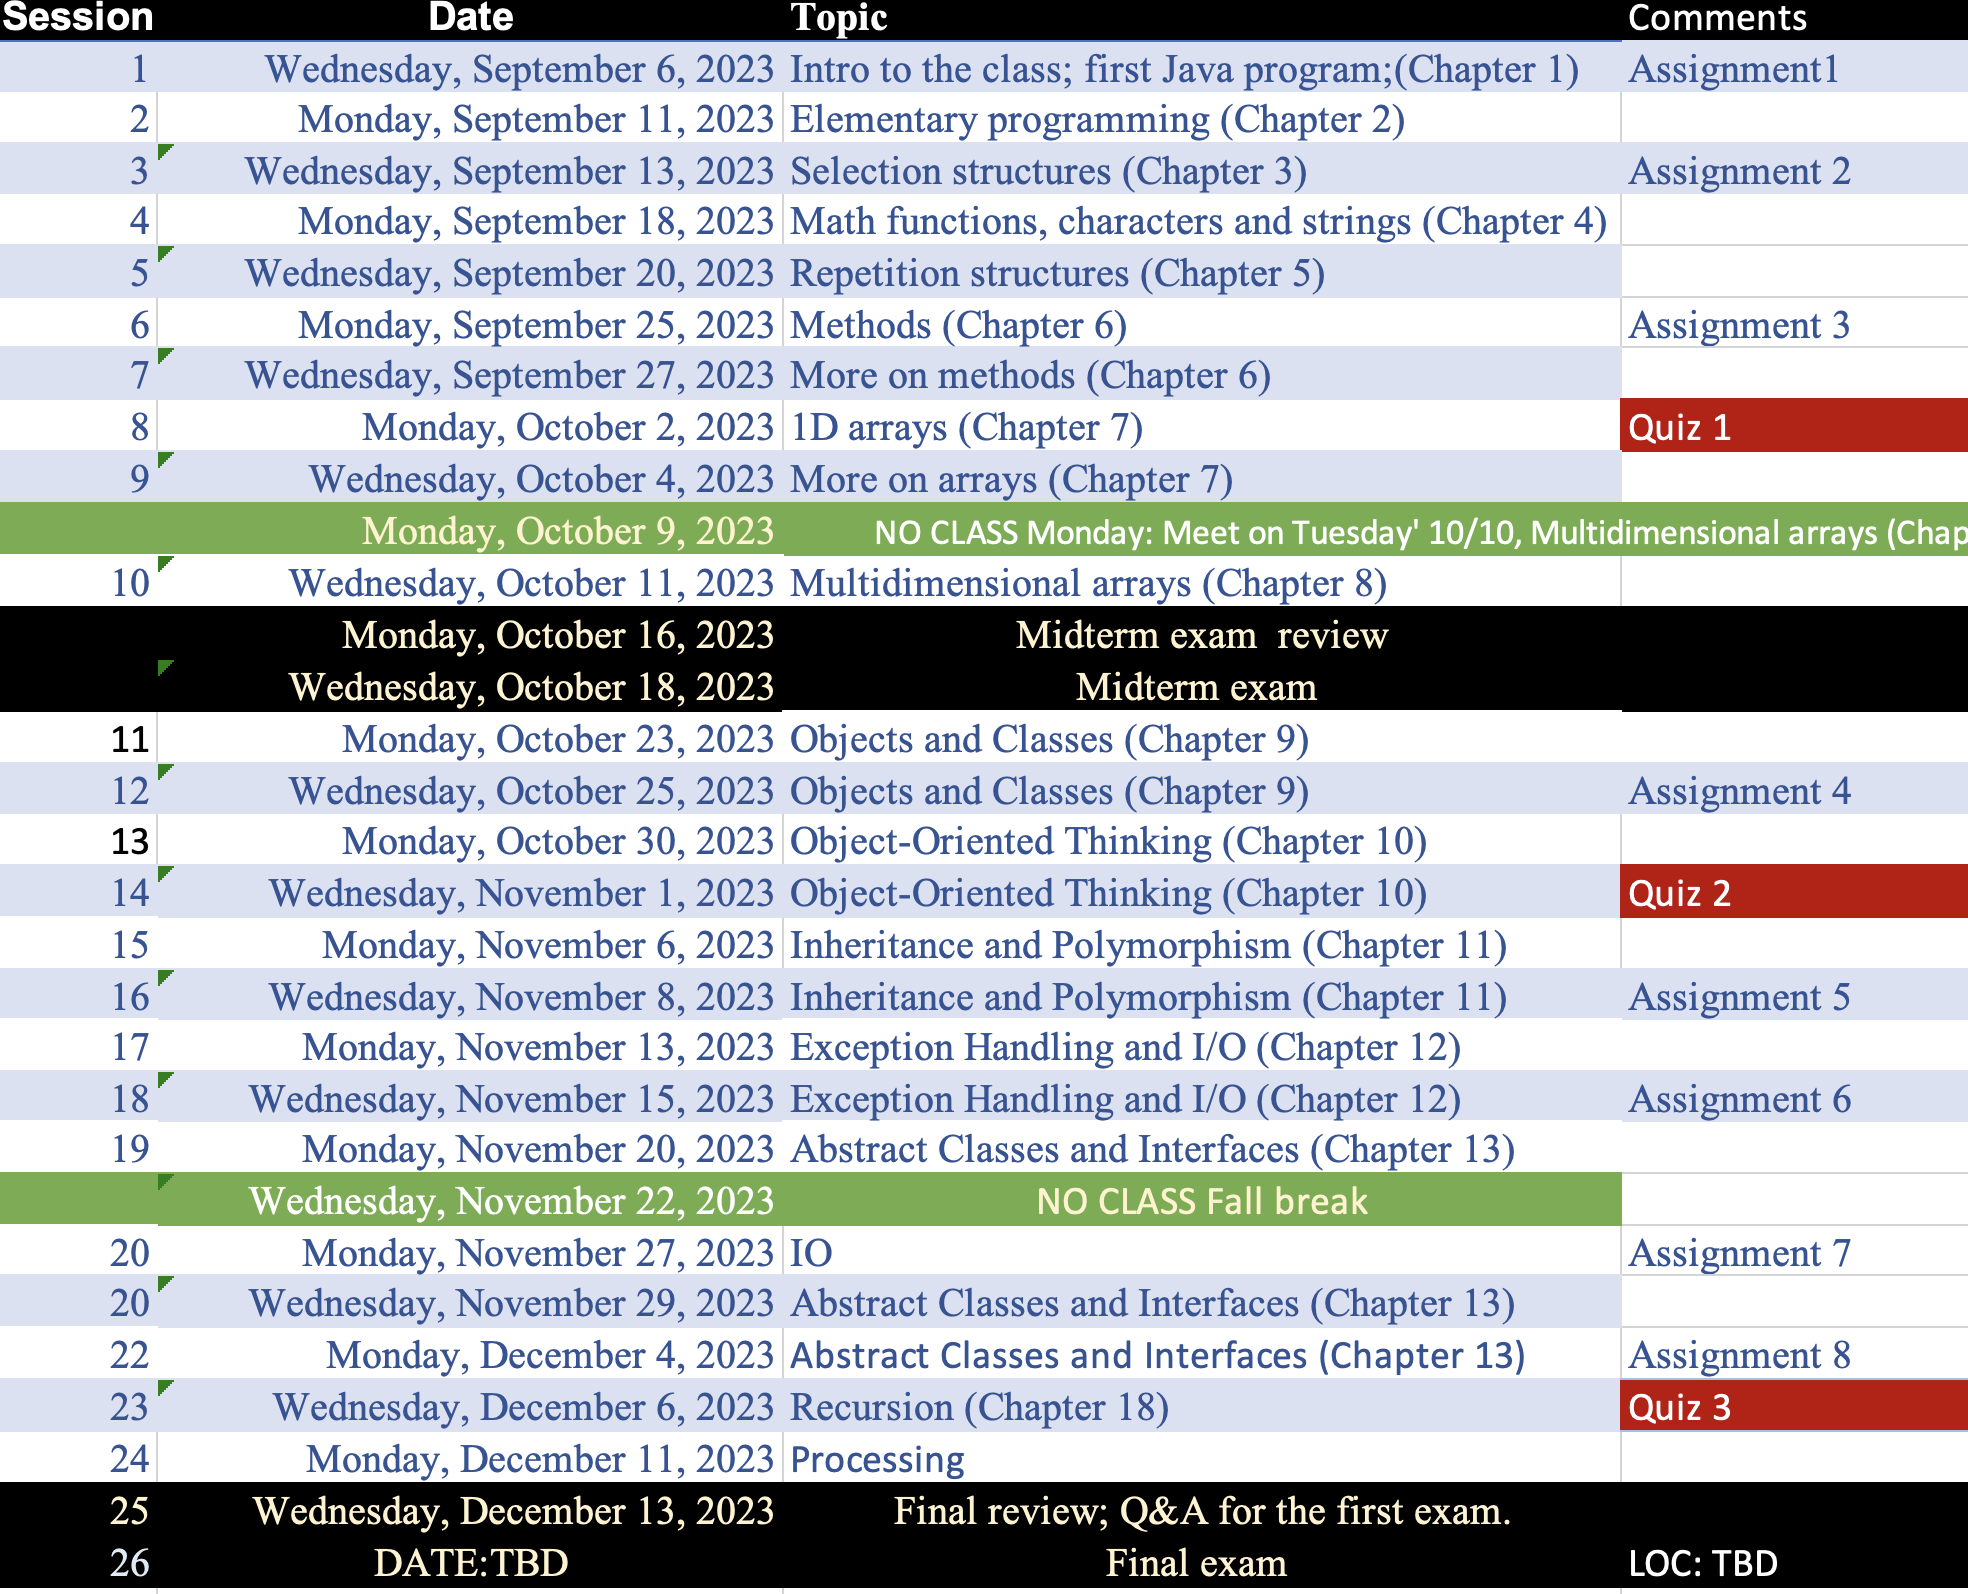 Session Date Topic Comments
1 Wednesday, September 6, 2023 Intro to the class; first Java program;(Chapter 1) Assignment1
2 Monday, September 11, 2023 Elementary programming (Chapter 2)
3 Wednesday, September 13, 2023 Selection structures (Chapter 3) Assignment 2
4 Monday, September 18, 2023 Math functions, characters and strings (Chapter 4)
5 Wednesday, September 20, 2023 Repetition structures (Chapter 5)
6 Monday, September 25, 2023 Methods (Chapter 6) Assignment 3
7 Wednesday, September 27, 2023 More on methods (Chapter 6)
8 Monday, October 2, 2023 1D arrays (Chapter 7) Quiz 1
9 Wednesday, October 4, 2023 More on arrays (Chapter 7)
Monday, October 9, 2023 NO CLASS Monday: Meet on Tuesday' 10/10, Multidimensional arrays (Chap
10 Wednesday, October 11, 2023 Multidimensional arrays (Chapter 8)
Monday, October 16, 2023 Midterm exam  review
Wednesday, October 18, 2023 Midterm exam
11 Monday, October 23, 2023 Objects and Classes (Chapter 9)
12 Wednesday, October 25, 2023 Objects and Classes (Chapter 9) Assignment 4
13 Monday, October 30, 2023 Object-Oriented Thinking (Chapter 10)
14 Wednesday, November 1, 2023 Object-Oriented Thinking (Chapter 10) Quiz 2
15 Monday, November 6, 2023 Inheritance and Polymorphism (Chapter 11)
16 Wednesday, November 8, 2023 Inheritance and Polymorphism (Chapter 11) Assignment 5
17 Monday, November 13, 2023 Exception Handling and I/O (Chapter 12)
18 Wednesday, November 15, 2023 Exception Handling and I/O (Chapter 12) Assignment 6
19 Monday, November 20, 2023 Abstract Classes and Interfaces (Chapter 13)
Wednesday, November 22, 2023 NO CLASS Fall break
20 Monday, November 27, 2023 IO Assignment 7
20 Wednesday, November 29, 2023 Abstract Classes and Interfaces (Chapter 13)
22 Monday, December 4, 2023 Abstract Classes and Interfaces (Chapter 13) Assignment 8
23 Wednesday, December 6, 2023 Recursion (Chapter 18) Quiz 3
24 Monday, December 11, 2023 Processing
25 Wednesday, December 13, 2023 Final review; Q&A for the first exam.
26 DATE:TBD Final exam LOC: TBD